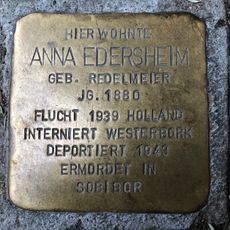 HIER WOHNTE
ANNA EDERSHEIM
GEB. REDELMEIER
JG. 1880
FLUCHT 1939 HOLLAND
INTERNIERT WESTERBORK
DEPORTIERT 1943
ERMORDET IN
SOBIBOR